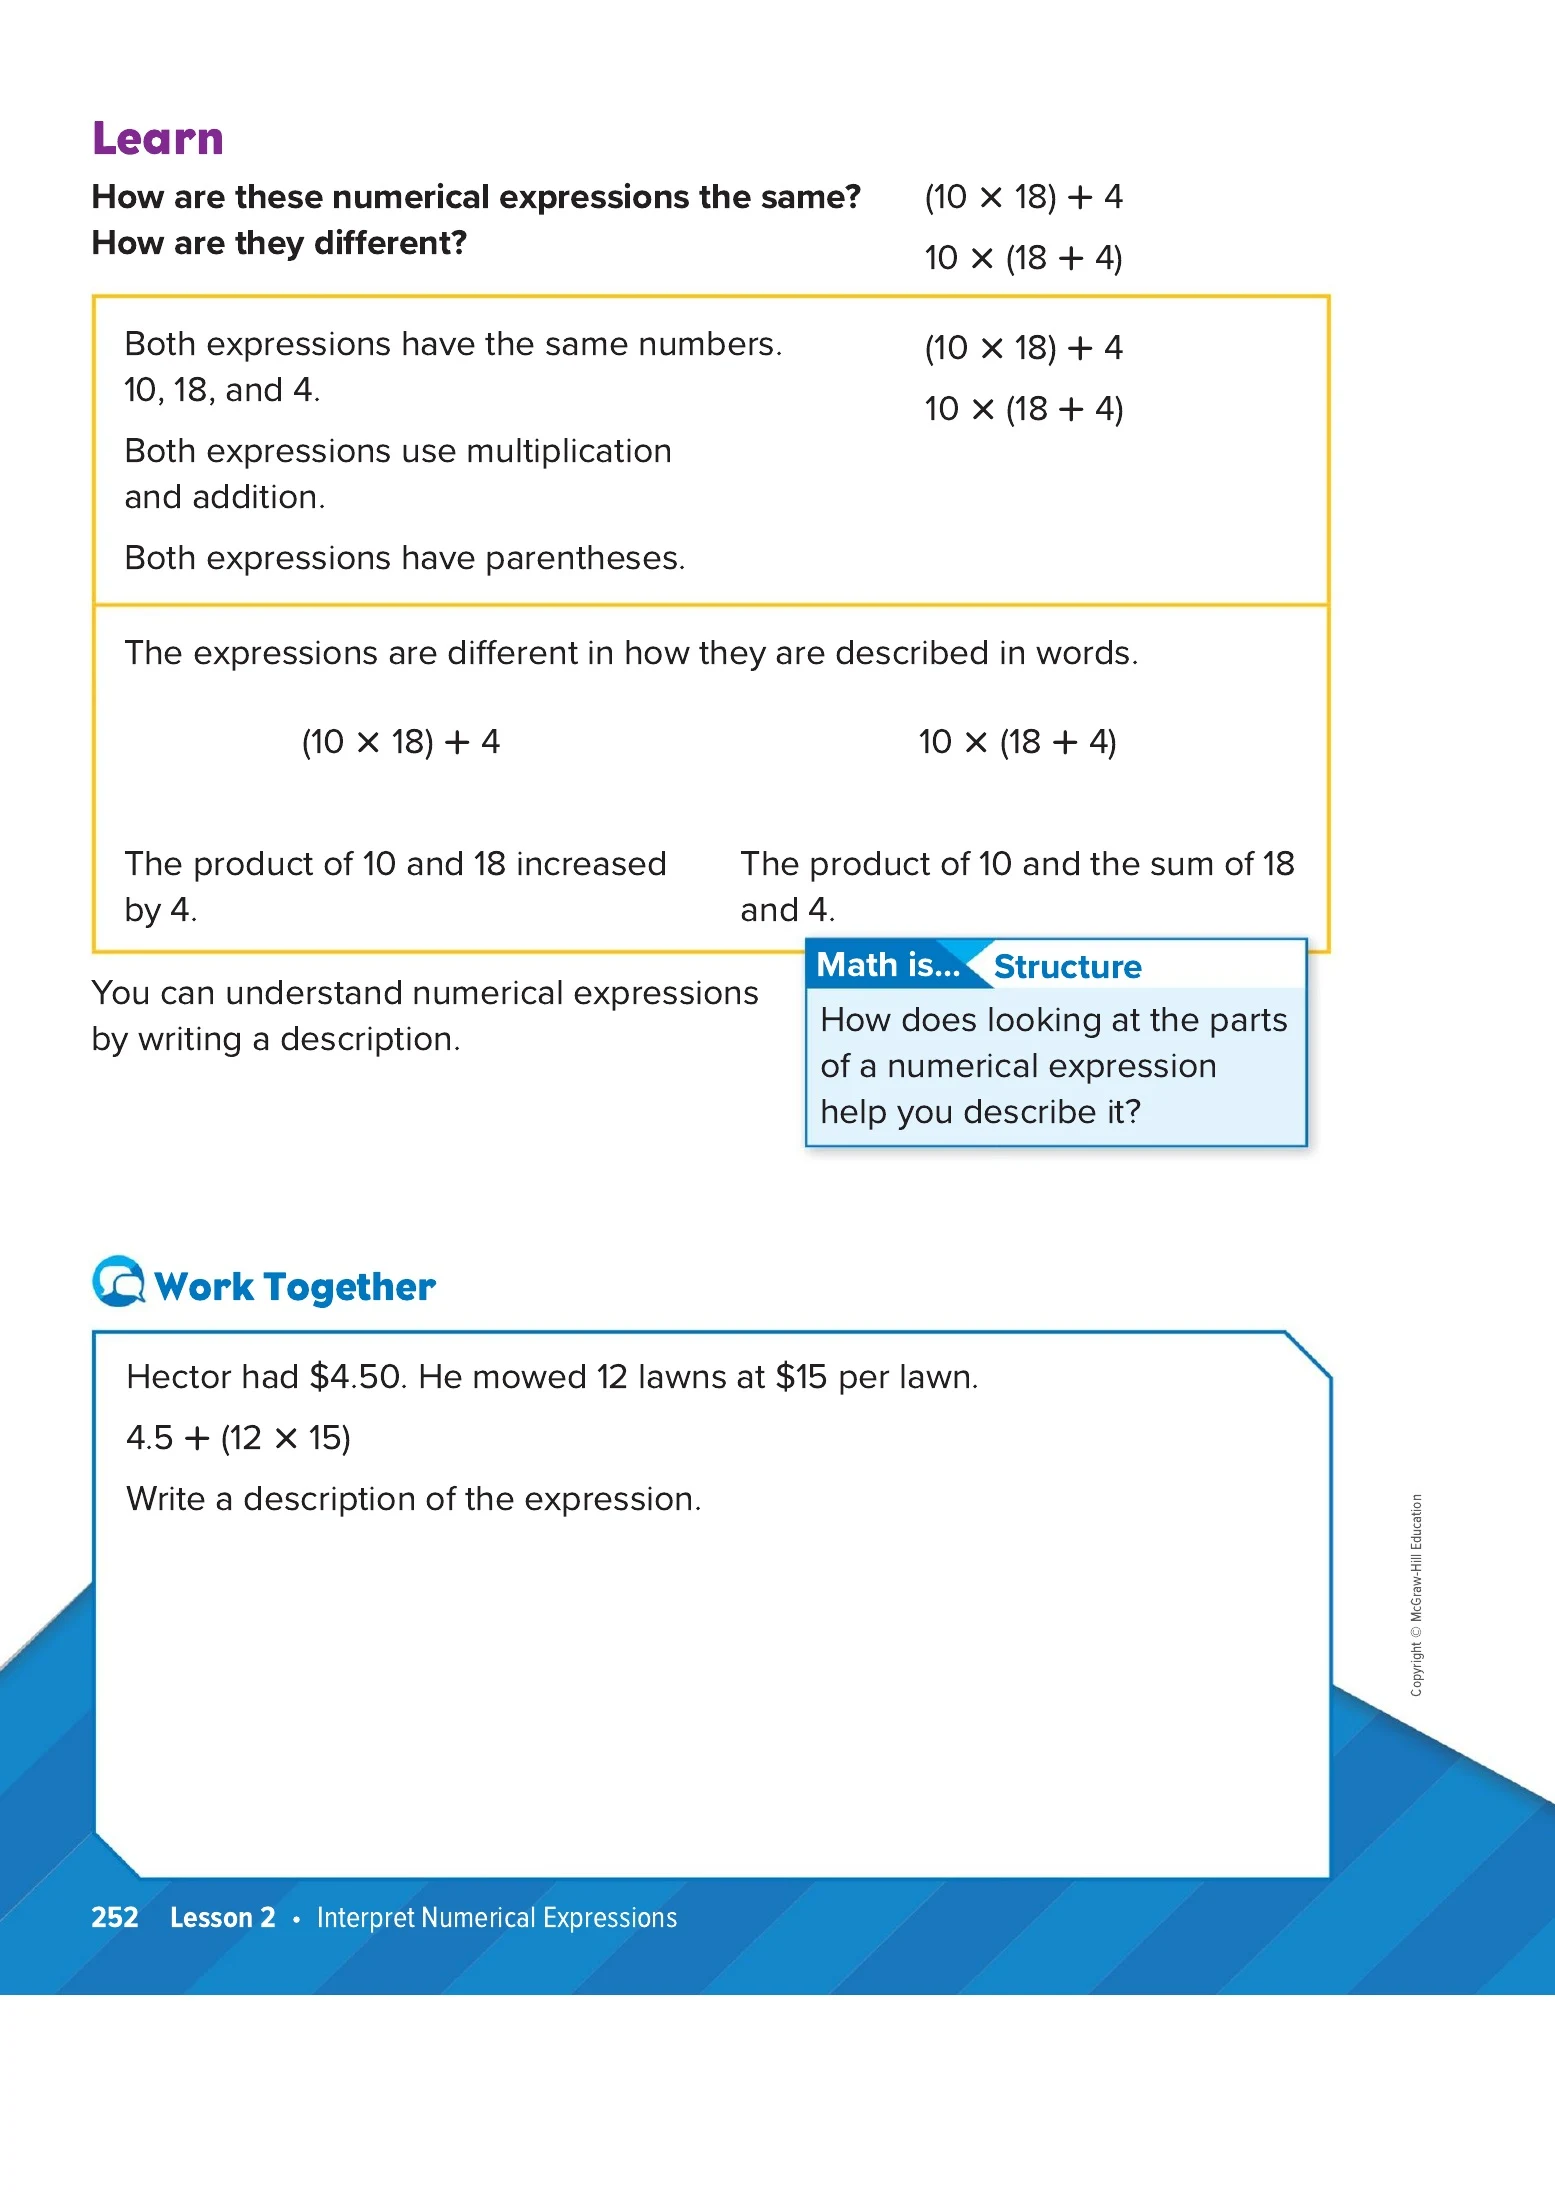 Learn
How are these numerical expressions the same?
How are they different?
(10 × 18) + 4
10 × (18 + 4)
Both expressions have the same numbers.
10, 18, and 4.
Both expressions use multiplication
and addition.
Both expressions have parentheses.
(10 × 18) + 4
10 × (18 + 4)
The expressions are different in how they are described in words.
(10 × 18) + 4
The product of 10 and 18 increased
by 4.
10 × (18 + 4)
The product of 10 and the sum of 18
and 4.
You can understand numerical expressions
by writing a description.
Math is... Structure
How does looking at the parts
of a numerical expression
help you describe it?
Work Together
Hector had $4.50. He mowed 12 lawns at $15 per lawn.
4.5 + (12 × 15)
Write a description of the expression.
Copyright © McGraw-Hill Education
252 Lesson 2 • Interpret Numerical Expressions